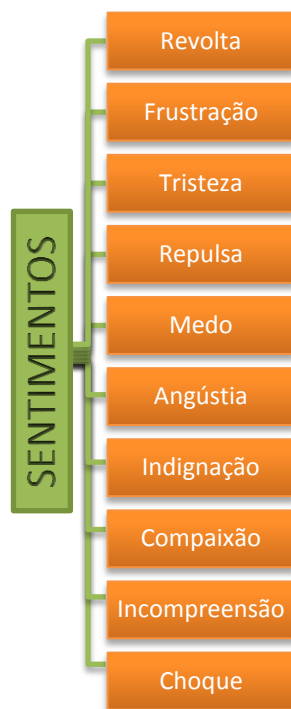 SENTIMENTOS
Revolta
Frustração
Tristeza
Repulsa
Medo
Angústia
Indignação
Compaixão
Incompreensão
Choque